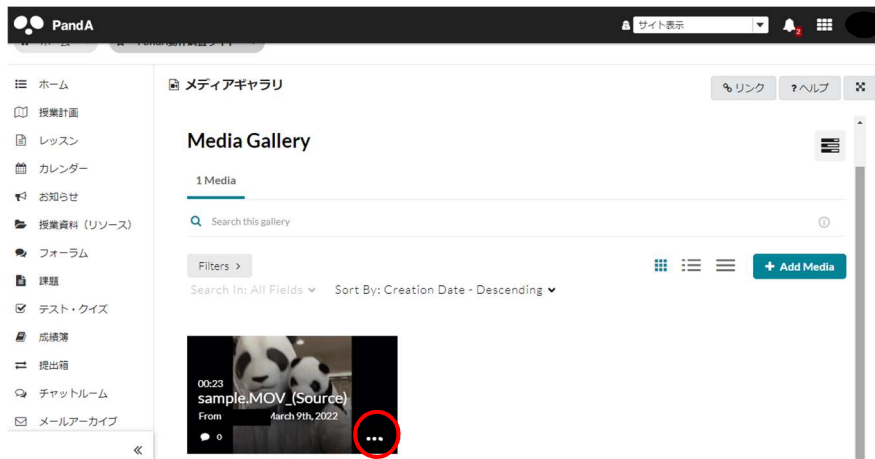 PandA
サイト表示
2
ホーム
メディアギャラリ
リンク
? ヘルプ
授業計画
レッスン
カレンダー
お知らせ
授業資料（リソース）
フォーラム
課題
テスト・クイズ
成績簿
提出箱
チャットルーム
メールアーカイブ
«
Media Gallery
1 Media
Search this gallery
Filters >
+ Add Media
Search In: All Fields
Sort By: Creation Date - Descending
00:23
sample.MOV_(Source)
From March 9th, 2022
0